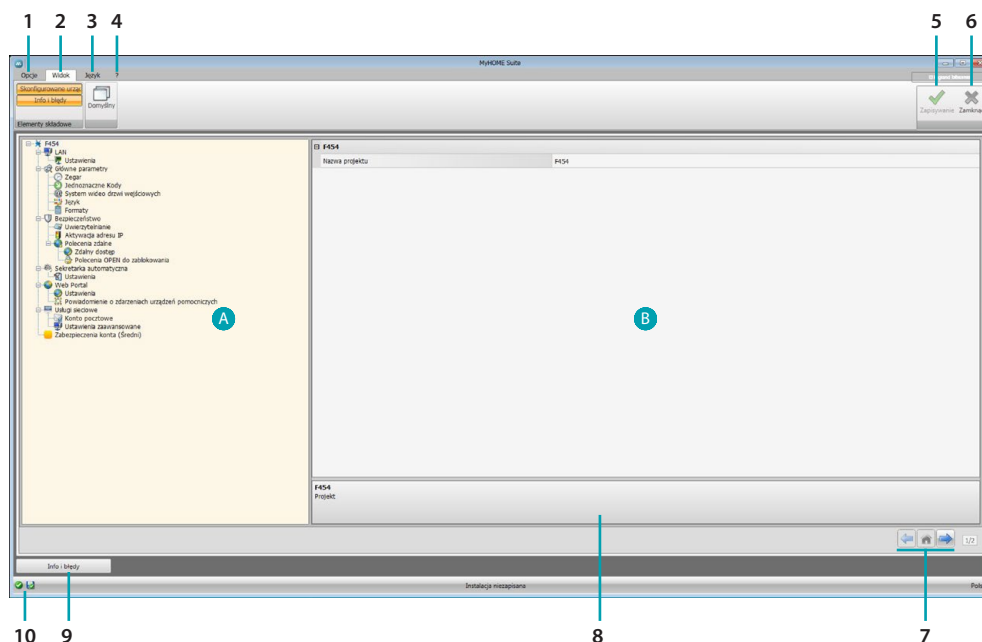 1 2 3 4 5 6
MyHOME Suite
Opcje Widok Język ?
Skonfigurowane urząc
Info i błędy
Domyślny
Zapisywanie Zamknąć
Elementy składowe
F454
LAN
Ustawienia
Główne parametry
Zegar
Jednoznaczne Kody
System wideo drzwi wejściowych
Język
Formaty
Bezpieczeństwo
Uwierzytelnianie
Aktywacja adresu IP
Polecenia zdalne
Zdalny dostęp
Polecenia OPEN do zablokowania
Sekretarka automatyczna
Ustawienia
Web Portal
Ustawienia
Powiadomienie o zdarzeniach urządzeń pomocniczych
Usługi sieciowe
Konto pocztowe
Ustawienia zaawansowane
Zabezpieczenia konta (Średni)
A
F454
Nazwa projektu F454
B
F454
Projekt
1/2
Info i błędy
Instalacja niezapisana
10 9 8 7